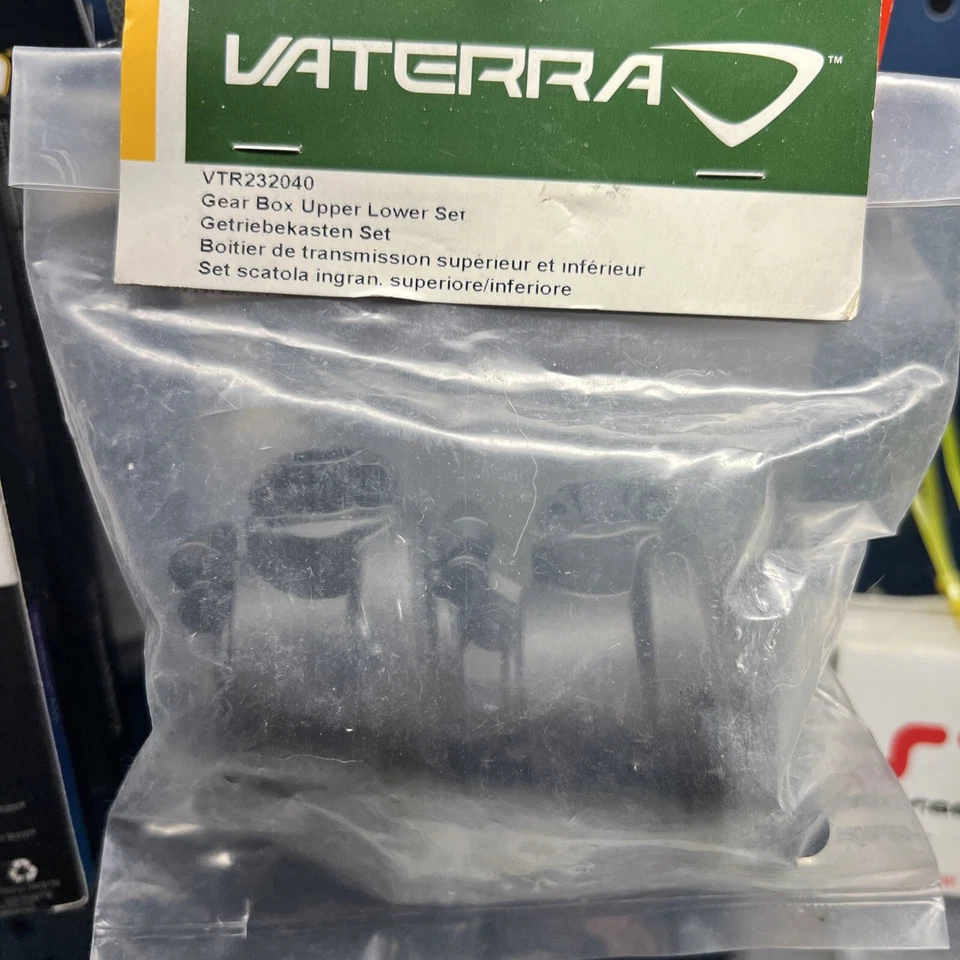 VATERRA™
VTR232040
Gear Box Upper Lower Set
Getriebekasten Set
Boitier de transmission supérieur et inférieur
Set scatola ingran. superiore/inferiore